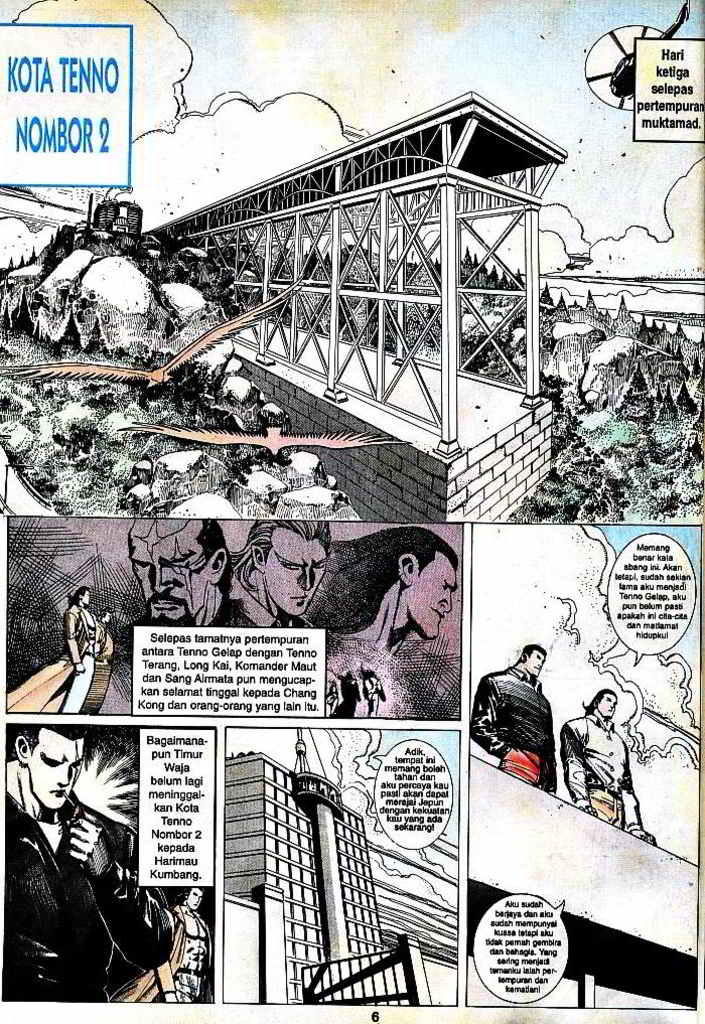 KOTA TENNO
NOMBOR 2
Hari
ketiga
selepas
pertempuran
muktamad.
Selepas tamatnya pertempuran
antara Tenno Gelap dengan Tenno
Terang, Long Kai, Komander Maut
dan Sang Airmata pun mengucap-
kan selamat tinggal kepada Chang
Kong dan orang-orang yang lain itu.
Memang
benar kata
abang ini. Akan
tetapi, sudah sekian
lama aku menjadi
Tenno Gelap, aku
pun belum pasti
apakah ini cita-cita
dan matlamat
hidupku!
Bagaimana-
pun Timur
Waja
belum lagi
meninggal-
kan Kota
Tenno
Nombor 2
kepada
Harimau
Kumbang.
Adik,
tempat ini
memang boleh
tahan dan
aku percaya kau
pasti akan dapat
merajai Jepun
dengan kekuatan
kau yang ada
sekarang!
Aku sudah
berjaya dan aku
sudah mempunyai
kuasa tetapi aku
tidak pernah gembira
dan bahagia. Yang
sering menjadi
temanku ialah per-
tempuran dan
kematian!
6